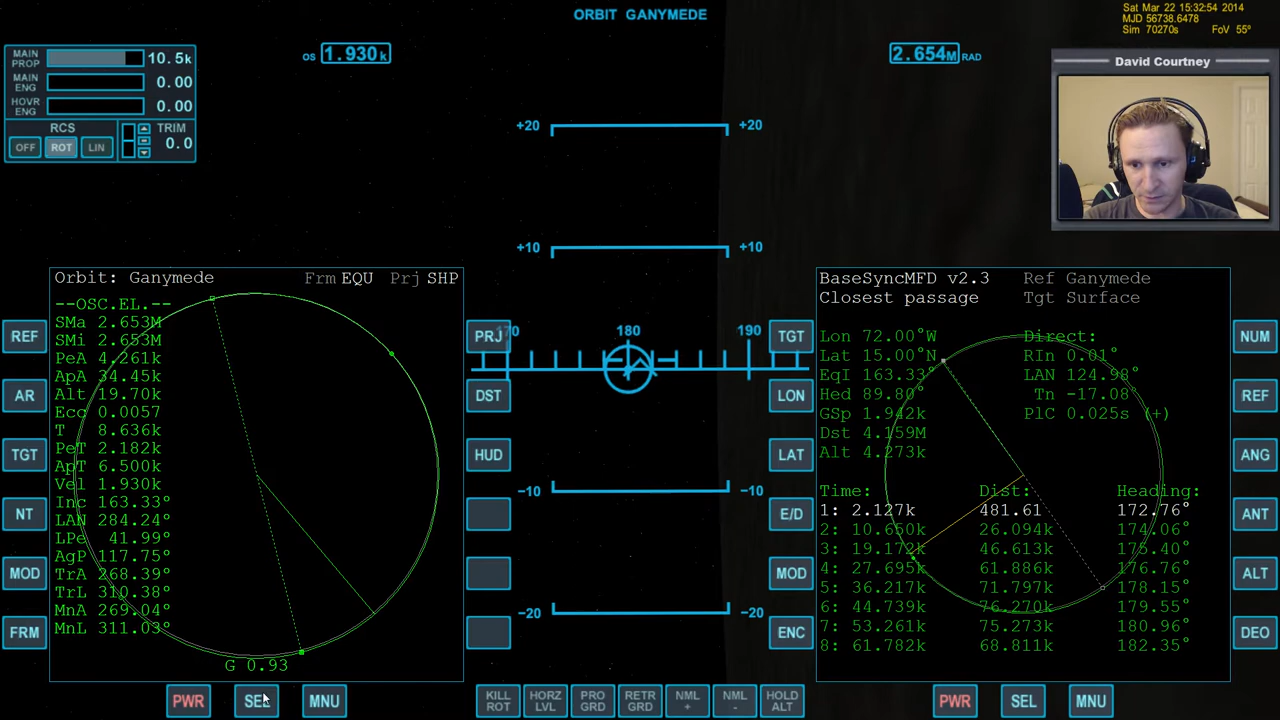 ORBIT GANYMEDE
Sat Mar 22 15:32:54 2014
MJD 56738.6478
Sim 70270s FoV 55°
MAIN PROP 10.5k
MAIN ENG 0.00
HOVR ENG 0.00
RCS TRIM
OFF ROT LIN 0.0
OS 1.930k
2.654M RAD
David Courtney
+20 +20
+10 +10
170 180 190
-10 -10
-20 -20
Orbit: Ganymede Frm EQU Prj SHP
--OSC.EL.--
SMa 2.653M
SMi 2.653M
PeA 4.261k
ApA 34.45k
Alt 19.70k
Ecc 0.0057
T 8.636k
PeT 2.182k
ApT 6.500k
Vel 1.930k
Inc 163.33°
LAN 284.24°
LPe 41.99°
AgP 117.75°
TrA 268.39°
TrL 310.38°
MnA 269.04°
MnL 311.03°
G 0.93
REF
AR
TGT
NT
MOD
FRM
PRJ
DST
HUD
PWR SEL MNU
KILL ROT
HORZ LVL
PRO GRD
RETR GRD
NML +
NML -
HOLD ALT
TGT
LON
LAT
E/D
MOD
ENC
BaseSyncMFD v2.3 Ref Ganymede
Closest passage Tgt Surface
Lon 72.00°W Direct:
Lat 15.00°N RIn 0.01°
EqI 163.33° LAN 124.98°
Hed 89.80° Tn -17.08°
GSp 1.942k PlC 0.025s (+)
Dst 4.159M
Alt 4.273k
Time: Dist: Heading:
1: 2.127k 481.61 172.76°
2: 10.650k 26.094k 174.06°
3: 19.172k 46.613k 175.40°
4: 27.695k 61.886k 176.76°
5: 36.217k 71.797k 178.15°
6: 44.739k 76.270k 179.55°
7: 53.261k 75.273k 180.96°
8: 61.782k 68.811k 182.35°
NUM
REF
ANG
ANT
ALT
DEO
PWR SEL MNU